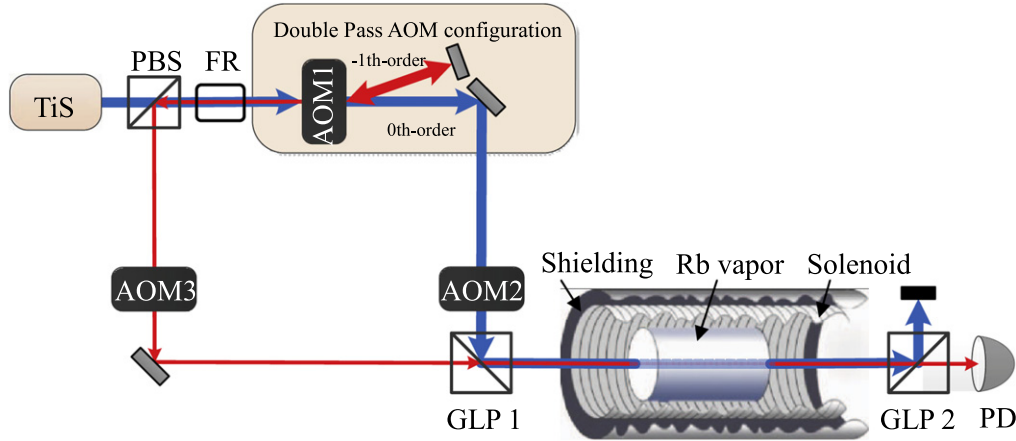 Double Pass AOM configuration
PBS
FR
-1th-order
TiS
AOM1
0th-order
Shielding
Rb vapor
Solenoid
AOM3
AOM2
GLP 1
GLP 2
PD